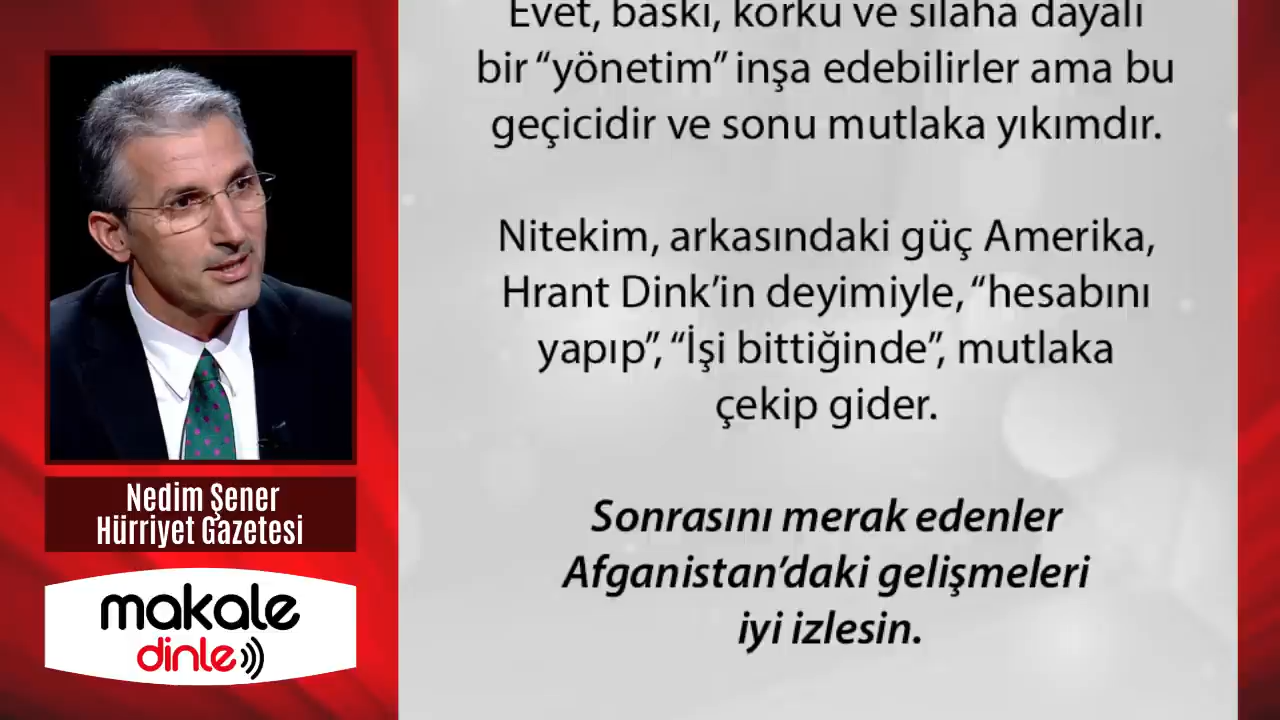 Evet, baskı, korku ve silaha dayalı
bir “yönetim” inşa edebilirler ama bu
geçicidir ve sonu mutlaka yıkımdır.
Nitekim, arkasındaki güç Amerika,
Hrant Dink’in deyimiyle, “hesabını
yapıp”, “İşi bittiğinde”, mutlaka
çekip gider.
Sonrasını merak edenler
Afganistan’daki gelişmeleri
iyi izlesin.
Nedim Şener
Hürriyet Gazetesi
makale
dinle